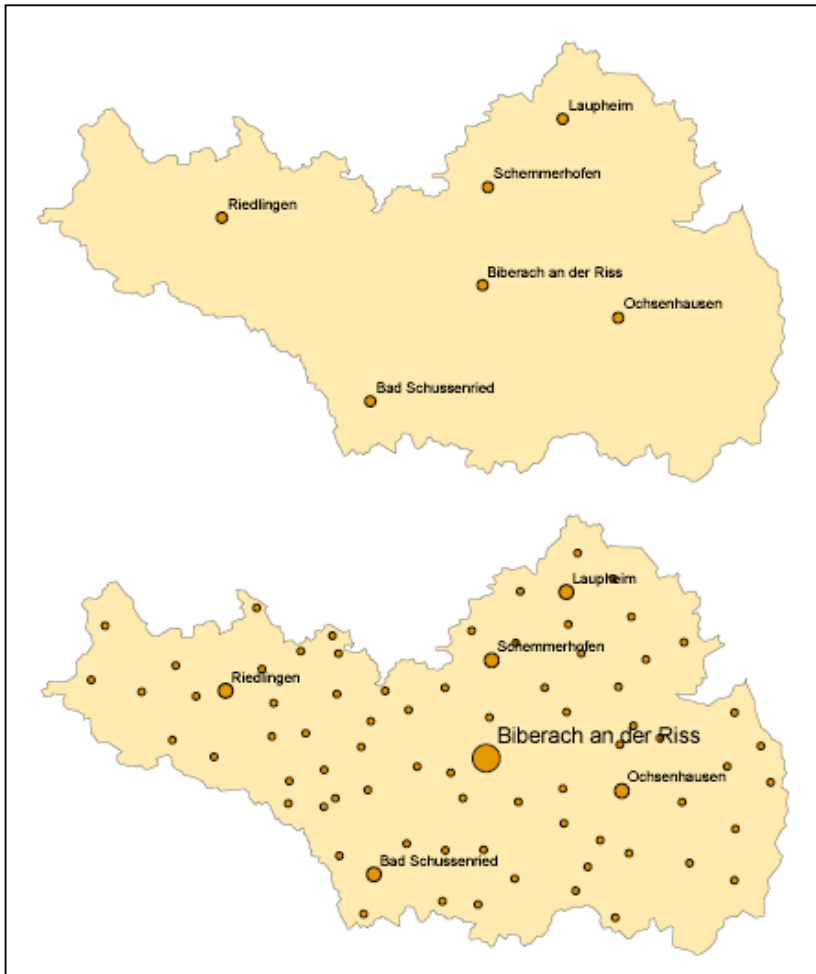 Laupheim
Schemmerhofen
Riedlingen
Biberach an der Riss
Ochsenhausen
Bad Schussenried
Laupheim
Schemmerhofen
Riedlingen
Biberach an der Riss
Ochsenhausen
Bad Schussenried